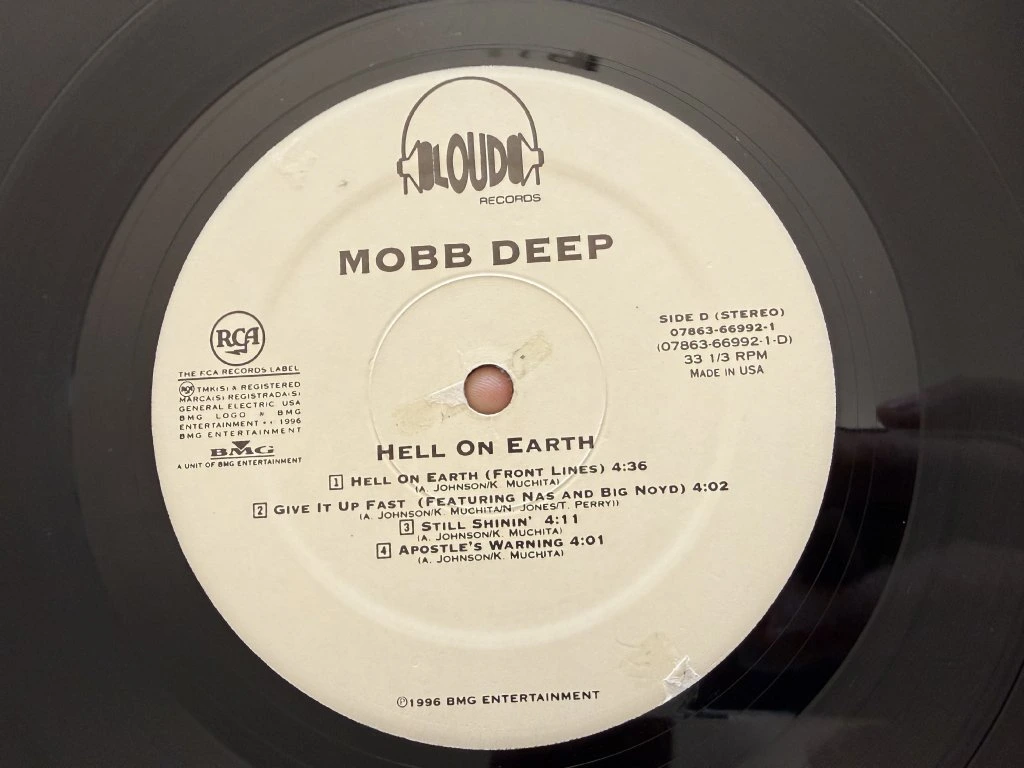 LOUD
RECORDS
MOBB DEEP
RCA
THE RCA RECORDS LABEL
RCA TMK(S) ® REGISTERED
MARCA(S) REGISTRADA(S)
GENERAL ELECTRIC USA
BMG LOGO ® BMG
ENTERTAINMENT •• 1996
BMG ENTERTAINMENT
BMG
A UNIT OF BMG ENTERTAINMENT
SIDE D (STEREO)
07863-66992-1
(07863-66992-1-D)
33 1/3 RPM
MADE IN USA
HELL ON EARTH
1 HELL ON EARTH (FRONT LINES) 4:36
(A. JOHNSON/K. MUCHITA)
2 GIVE IT UP FAST (FEATURING NAS AND BIG NOYD) 4:02
(A. JOHNSON/K. MUCHITA/N. JONES/T. PERRY))
3 STILL SHININ' 4:11
(A. JOHNSON/K. MUCHITA)
4 APOSTLE'S WARNING 4:01
(A. JOHNSON/K. MUCHITA)
℗1996 BMG ENTERTAINMENT